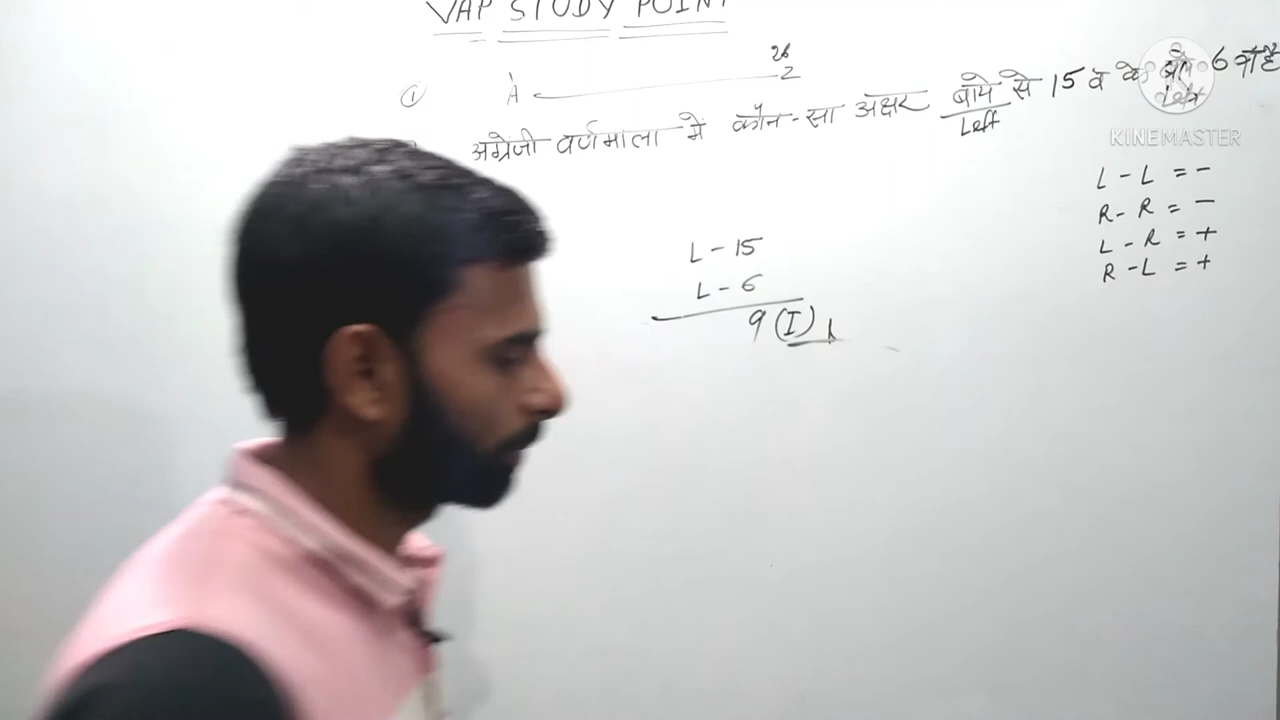 VAP STUDY POINT
① A 26 Z
अंग्रेजी वर्णमाला में कौन-सा अक्षर बायें से 15 वें के 6 वाँ है
Left Left
KINEMASTER
L - L = -
R - R = -
L - R = +
R - L = +
L - 15
L - 6
9 (I)